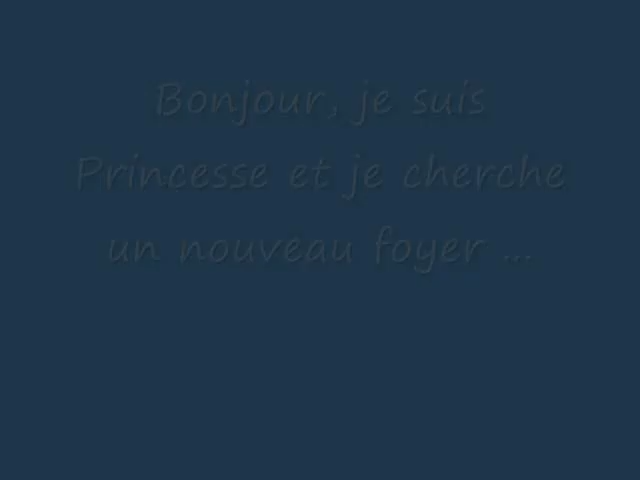 Bonjour, je suis
Princesse et je cherche
un nouveau foyer ...